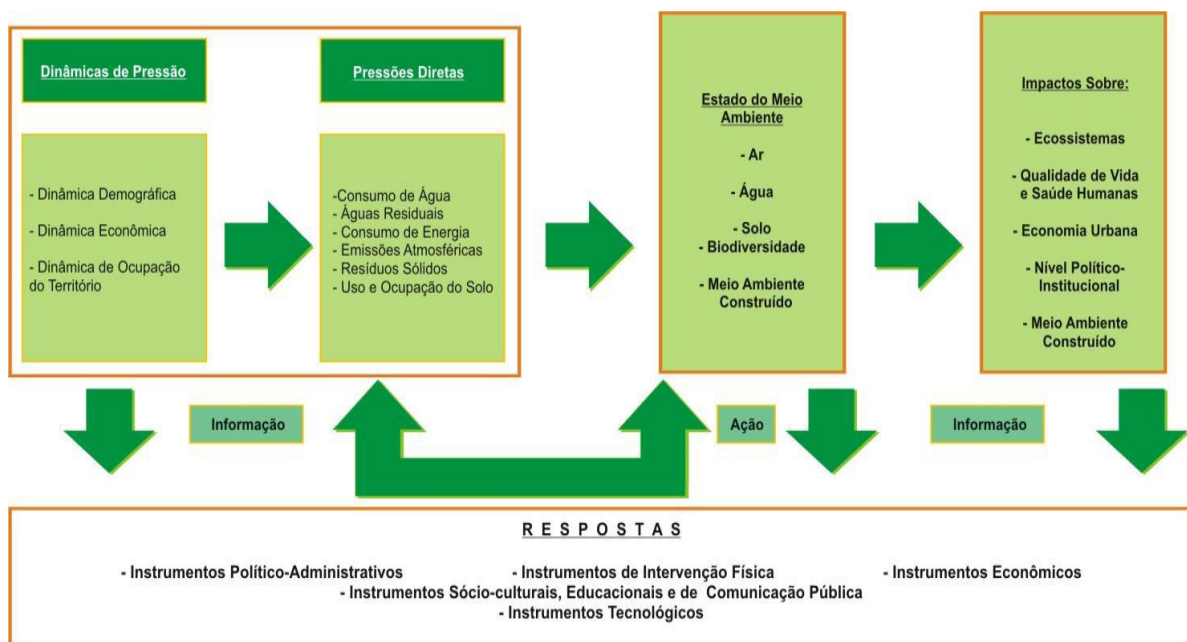 Dinâmicas de Pressão
- Dinâmica Demográfica
- Dinâmica Econômica
- Dinâmica de Ocupação
do Território
Pressões Diretas
-Consumo de Água
- Águas Residuais
- Consumo de Energia
- Emissões Atmosféricas
- Resíduos Sólidos
- Uso e Ocupação do Solo
Estado do Meio
Ambiente
- Ar
- Água
- Solo
- Biodiversidade
- Meio Ambiente
Construído
Impactos Sobre:
- Ecossistemas
- Qualidade de Vida
e Saúde Humanas
- Economia Urbana
- Nível Político-
Institucional
- Meio Ambiente
Construído
Informação
Ação
Informação
R E S P O S T A S
- Instrumentos Político-Administrativos
- Instrumentos de Intervenção Física
- Instrumentos Econômicos
- Instrumentos Sócio-culturais, Educacionais e de Comunicação Pública
- Instrumentos Tecnológicos